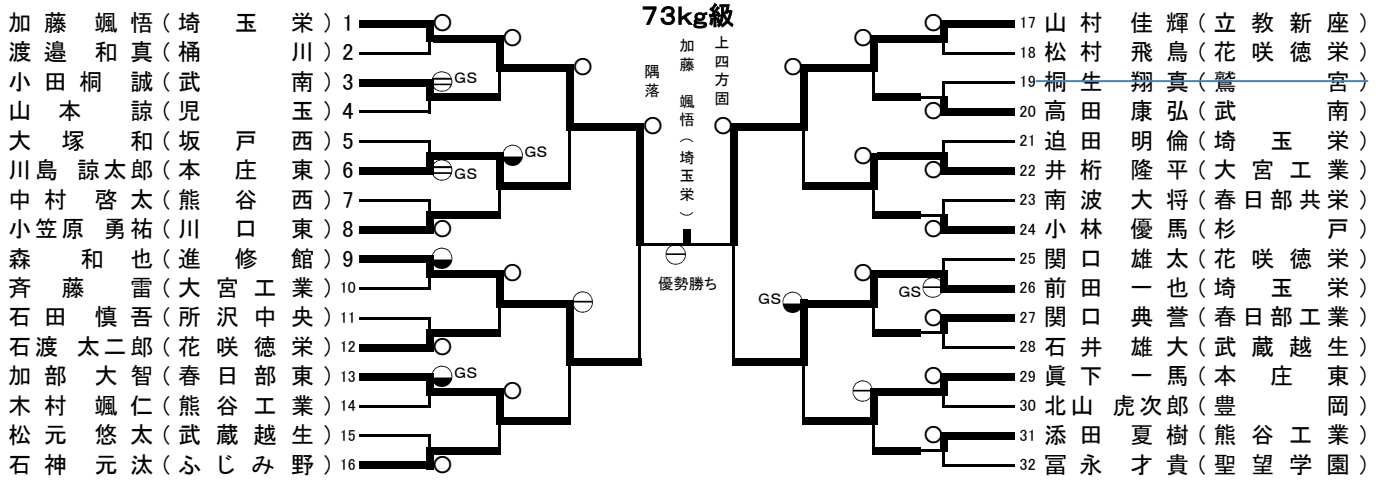 73kg級
加藤 颯悟(埼玉栄) 1
渡邉 和真(桶川) 2
小田桐 誠(武南) 3
山本 諒(児玉) 4
大塚 和(坂戸西) 5
川島 諒太郎(本庄東) 6
中村 啓太(熊谷西) 7
小笠原 勇祐(川口東) 8
森 和也(進修館) 9
斉藤 雷(大宮工業) 10
石田 慎吾(所沢中央) 11
石渡 太二郎(花咲徳栄) 12
加部 大智(春日部東) 13
木村 颯仁(熊谷工業) 14
松元 悠太(武蔵越生) 15
石神 元汰(ふじみ野) 16
GS
GS
GS
GS
隅落
加藤 颯悟(埼玉栄)
上四方固
優勢勝ち
GS
GS
17 山村 佳輝(立教新座)
18 松村 飛鳥(花咲徳栄)
19 桐生 翔真(鷲宮)
20 高田 康弘(武南)
21 迫田 明倫(埼玉栄)
22 井桁 隆平(大宮工業)
23 南波 大将(春日部共栄)
24 小林 優馬(杉戸)
25 関口 雄太(花咲徳栄)
26 前田 一也(埼玉栄)
27 関口 典誉(春日部工業)
28 石井 雄大(武蔵越生)
29 眞下 一馬(本庄東)
30 北山 虎次郎(豊岡)
31 添田 夏樹(熊谷工業)
32 冨永 才貴(聖望学園)